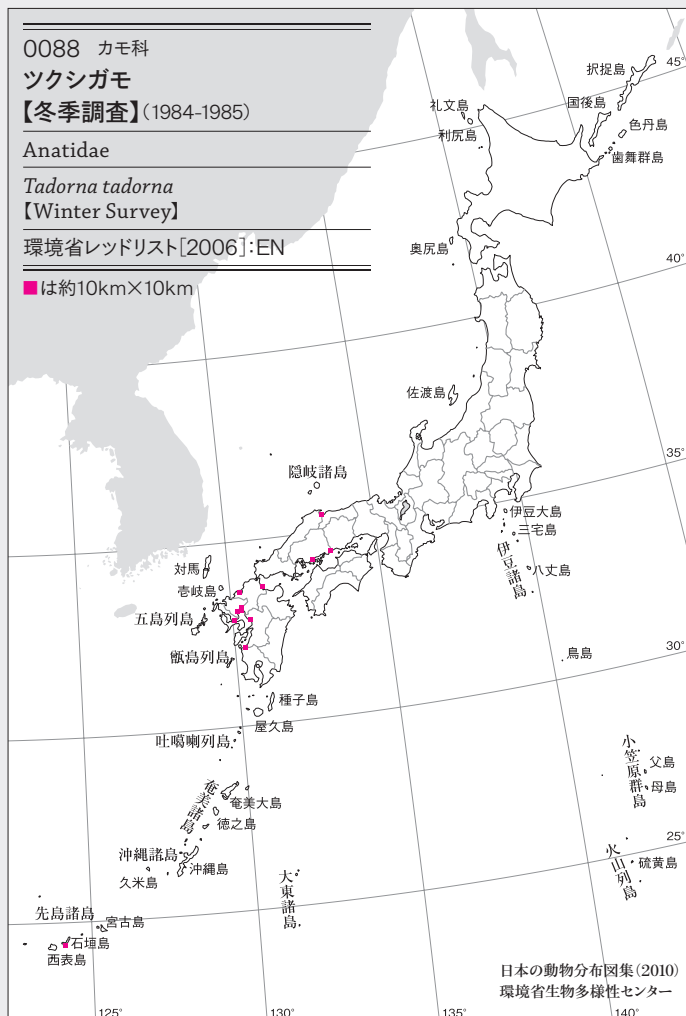 0088 カモ科
ツクシガモ
【冬季調査】(1984-1985)
Anatidae
Tadorna tadorna
【Winter Survey】
環境省レッドリスト[2006]:EN
■は約10km×10km
択捉島
国後島
色丹島
歯舞群島
礼文島
利尻島
奥尻島
45°
40°
佐渡島
35°
隠岐諸島
伊豆大島
三宅島
伊豆諸島
八丈島
対馬
壱岐島
五島列島
甑島列島
鳥島
30°
種子島
屋久島
吐噶喇列島
小笠原群島
父島
母島
奄美諸島
奄美大島
徳之島
25°
沖縄諸島
沖縄島
久米島
大東諸島
火山列島
硫黄島
先島諸島
宮古島
石垣島
西表島
日本の動物分布図集(2010)
環境省生物多様性センター
125°
130°
135°
140°